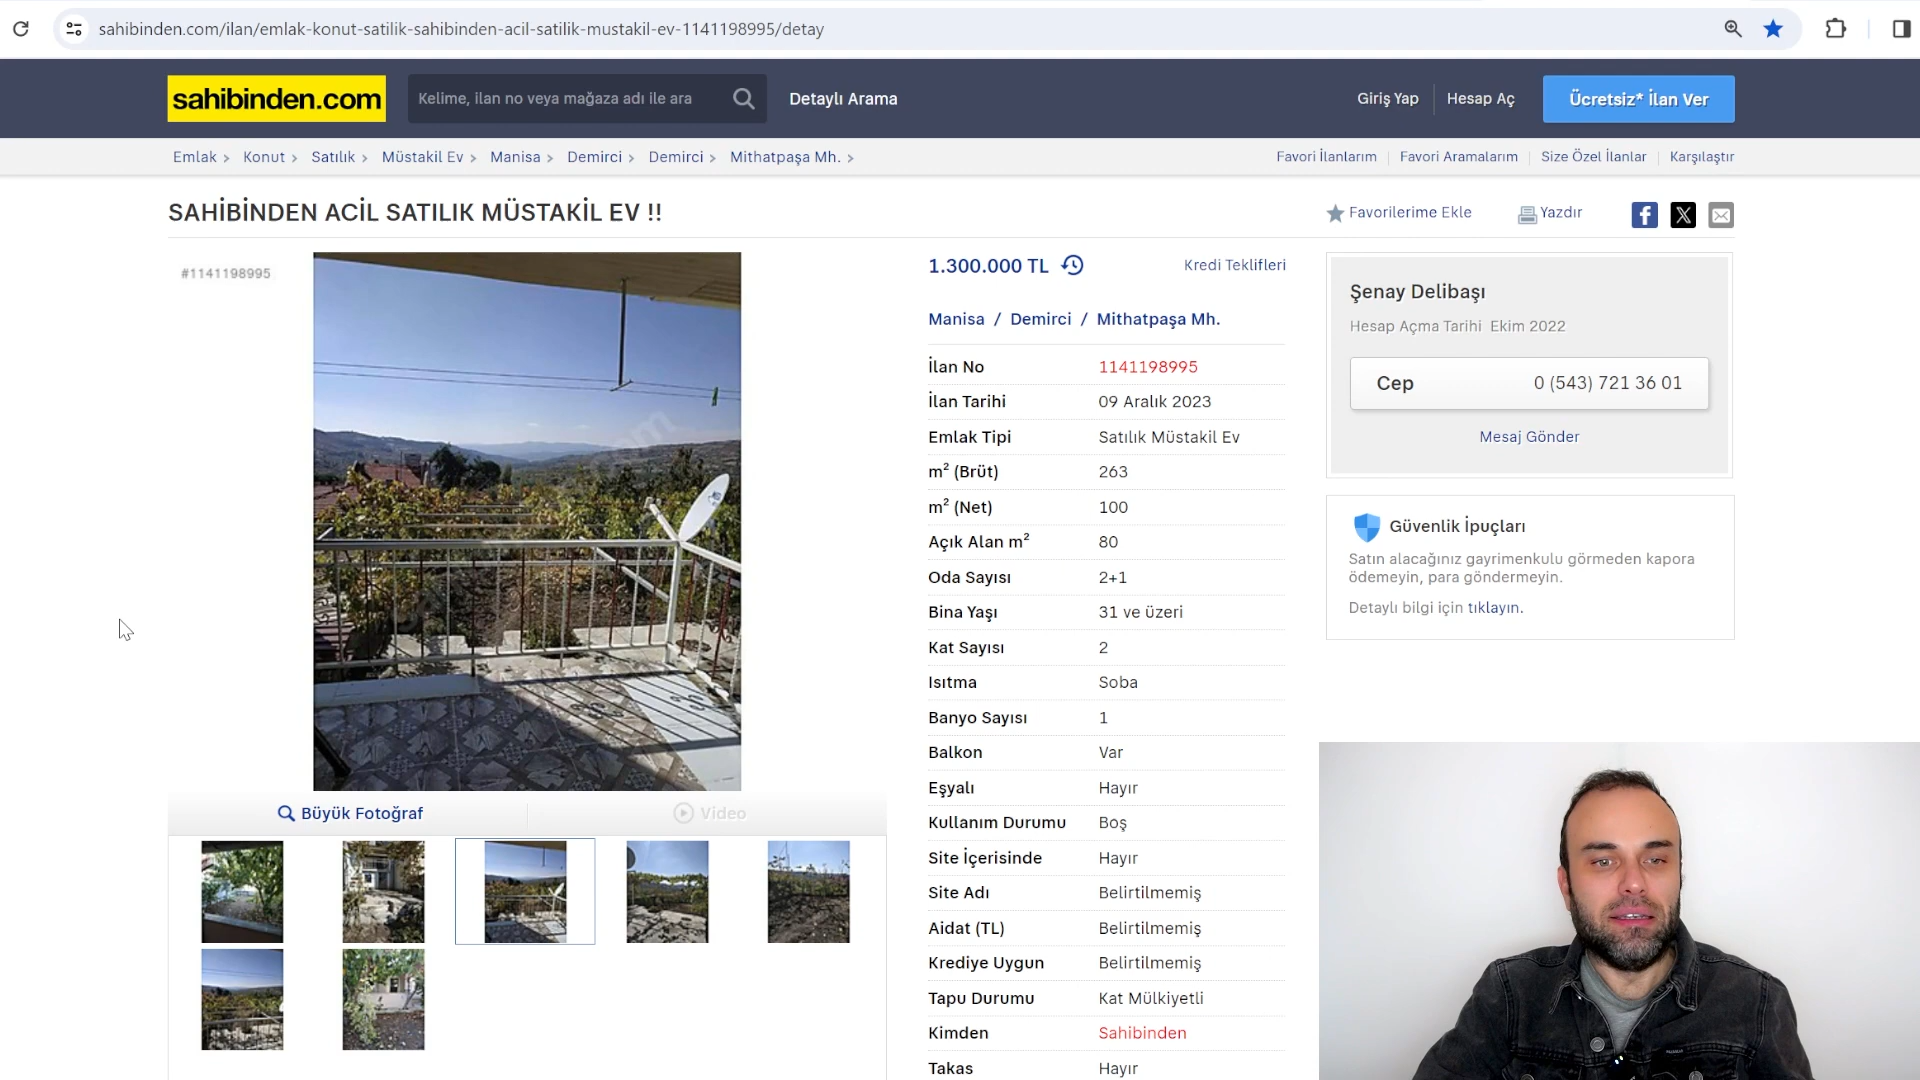 sahibinden.com/ilan/emlak-konut-satilik-sahibinden-acil-satilik-mustakil-ev-1141198995/detay
sahibinden.com
Kelime, ilan no veya mağaza adı ile ara
Detaylı Arama
Giriş Yap
Hesap Aç
Ücretsiz* İlan Ver
Emlak > Konut > Satılık > Müstakil Ev > Manisa > Demirci > Demirci > Mithatpaşa Mh. >
Favori İlanlarım
Favori Aramalarım
Size Özel İlanlar
Karşılaştır
SAHİBİNDEN ACİL SATILIK MÜSTAKİL EV !!
Favorilerime Ekle
Yazdır
#1141198995
1.300.000 TL
Kredi Teklifleri
Manisa / Demirci / Mithatpaşa Mh.
İlan No 1141198995
İlan Tarihi 09 Aralık 2023
Emlak Tipi Satılık Müstakil Ev
m² (Brüt) 263
m² (Net) 100
Açık Alan m² 80
Oda Sayısı 2+1
Bina Yaşı 31 ve üzeri
Kat Sayısı 2
Isıtma Soba
Banyo Sayısı 1
Balkon Var
Eşyalı Hayır
Kullanım Durumu Boş
Site İçerisinde Hayır
Site Adı Belirtilmemiş
Aidat (TL) Belirtilmemiş
Krediye Uygun Belirtilmemiş
Tapu Durumu Kat Mülkiyetli
Kimden Sahibinden
Takas Hayır
Şenay Delibaşı
Hesap Açma Tarihi Ekim 2022
Cep 0 (543) 721 36 01
Mesaj Gönder
Güvenlik İpuçları
Satın alacağınız gayrimenkulu görmeden kapora
ödemeyin, para göndermeyin.
Detaylı bilgi için tıklayın.
Büyük Fotoğraf
Video